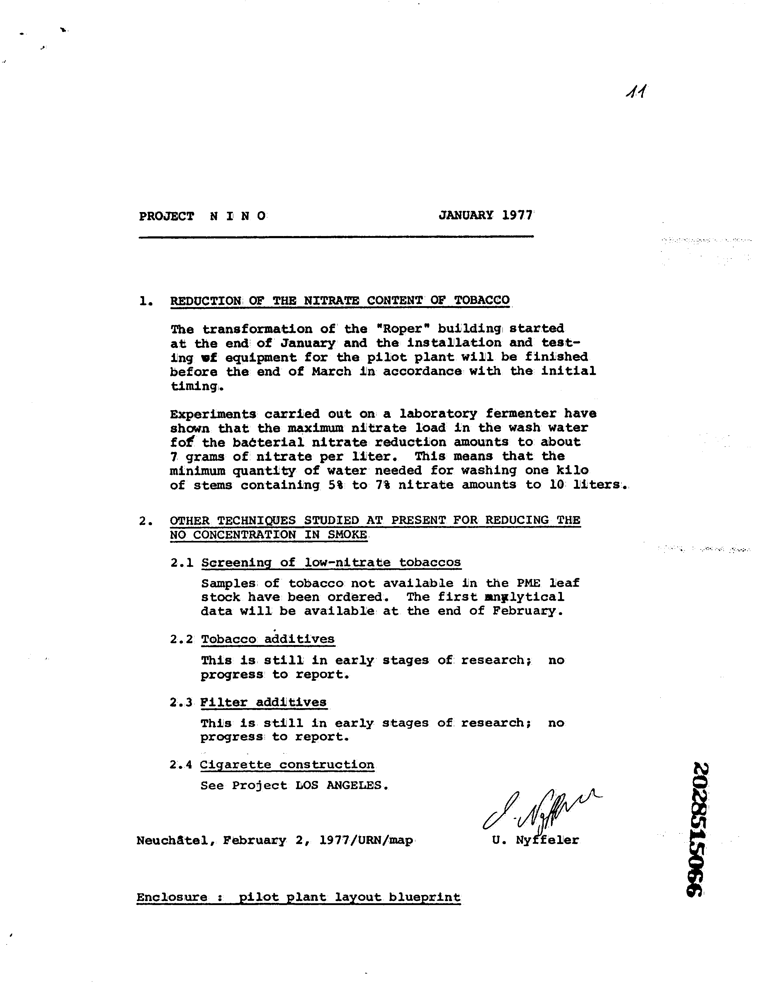 11
PROJECT N I N O JANUARY 1977
1. REDUCTION OF THE NITRATE CONTENT OF TOBACCO
The transformation of the "Roper" building started
at the end of January and the installation and test-
ing of equipment for the pilot plant will be finished
before the end of March in accordance with the initial
timing.
Experiments carried out on a laboratory fermenter have
shown that the maximum nitrate load in the wash water
fof the bacterial nitrate reduction amounts to about
7 grams of nitrate per liter. This means that the
minimum quantity of water needed for washing one kilo
of stems containing 5% to 7% nitrate amounts to 10 liters.
2. OTHER TECHNIQUES STUDIED AT PRESENT FOR REDUCING THE
NO CONCENTRATION IN SMOKE
2.1 Screening of low-nitrate tobaccos
Samples of tobacco not available in the PME leaf
stock have been ordered. The first analytical
data will be available at the end of February.
2.2 Tobacco additives
This is still in early stages of research; no
progress to report.
2.3 Filter additives
This is still in early stages of research; no
progress to report.
2.4 Cigarette construction
See Project LOS ANGELES.
Neuchâtel, February 2, 1977/URN/map U. Nyffeler
Enclosure : pilot plant layout blueprint
2028515066